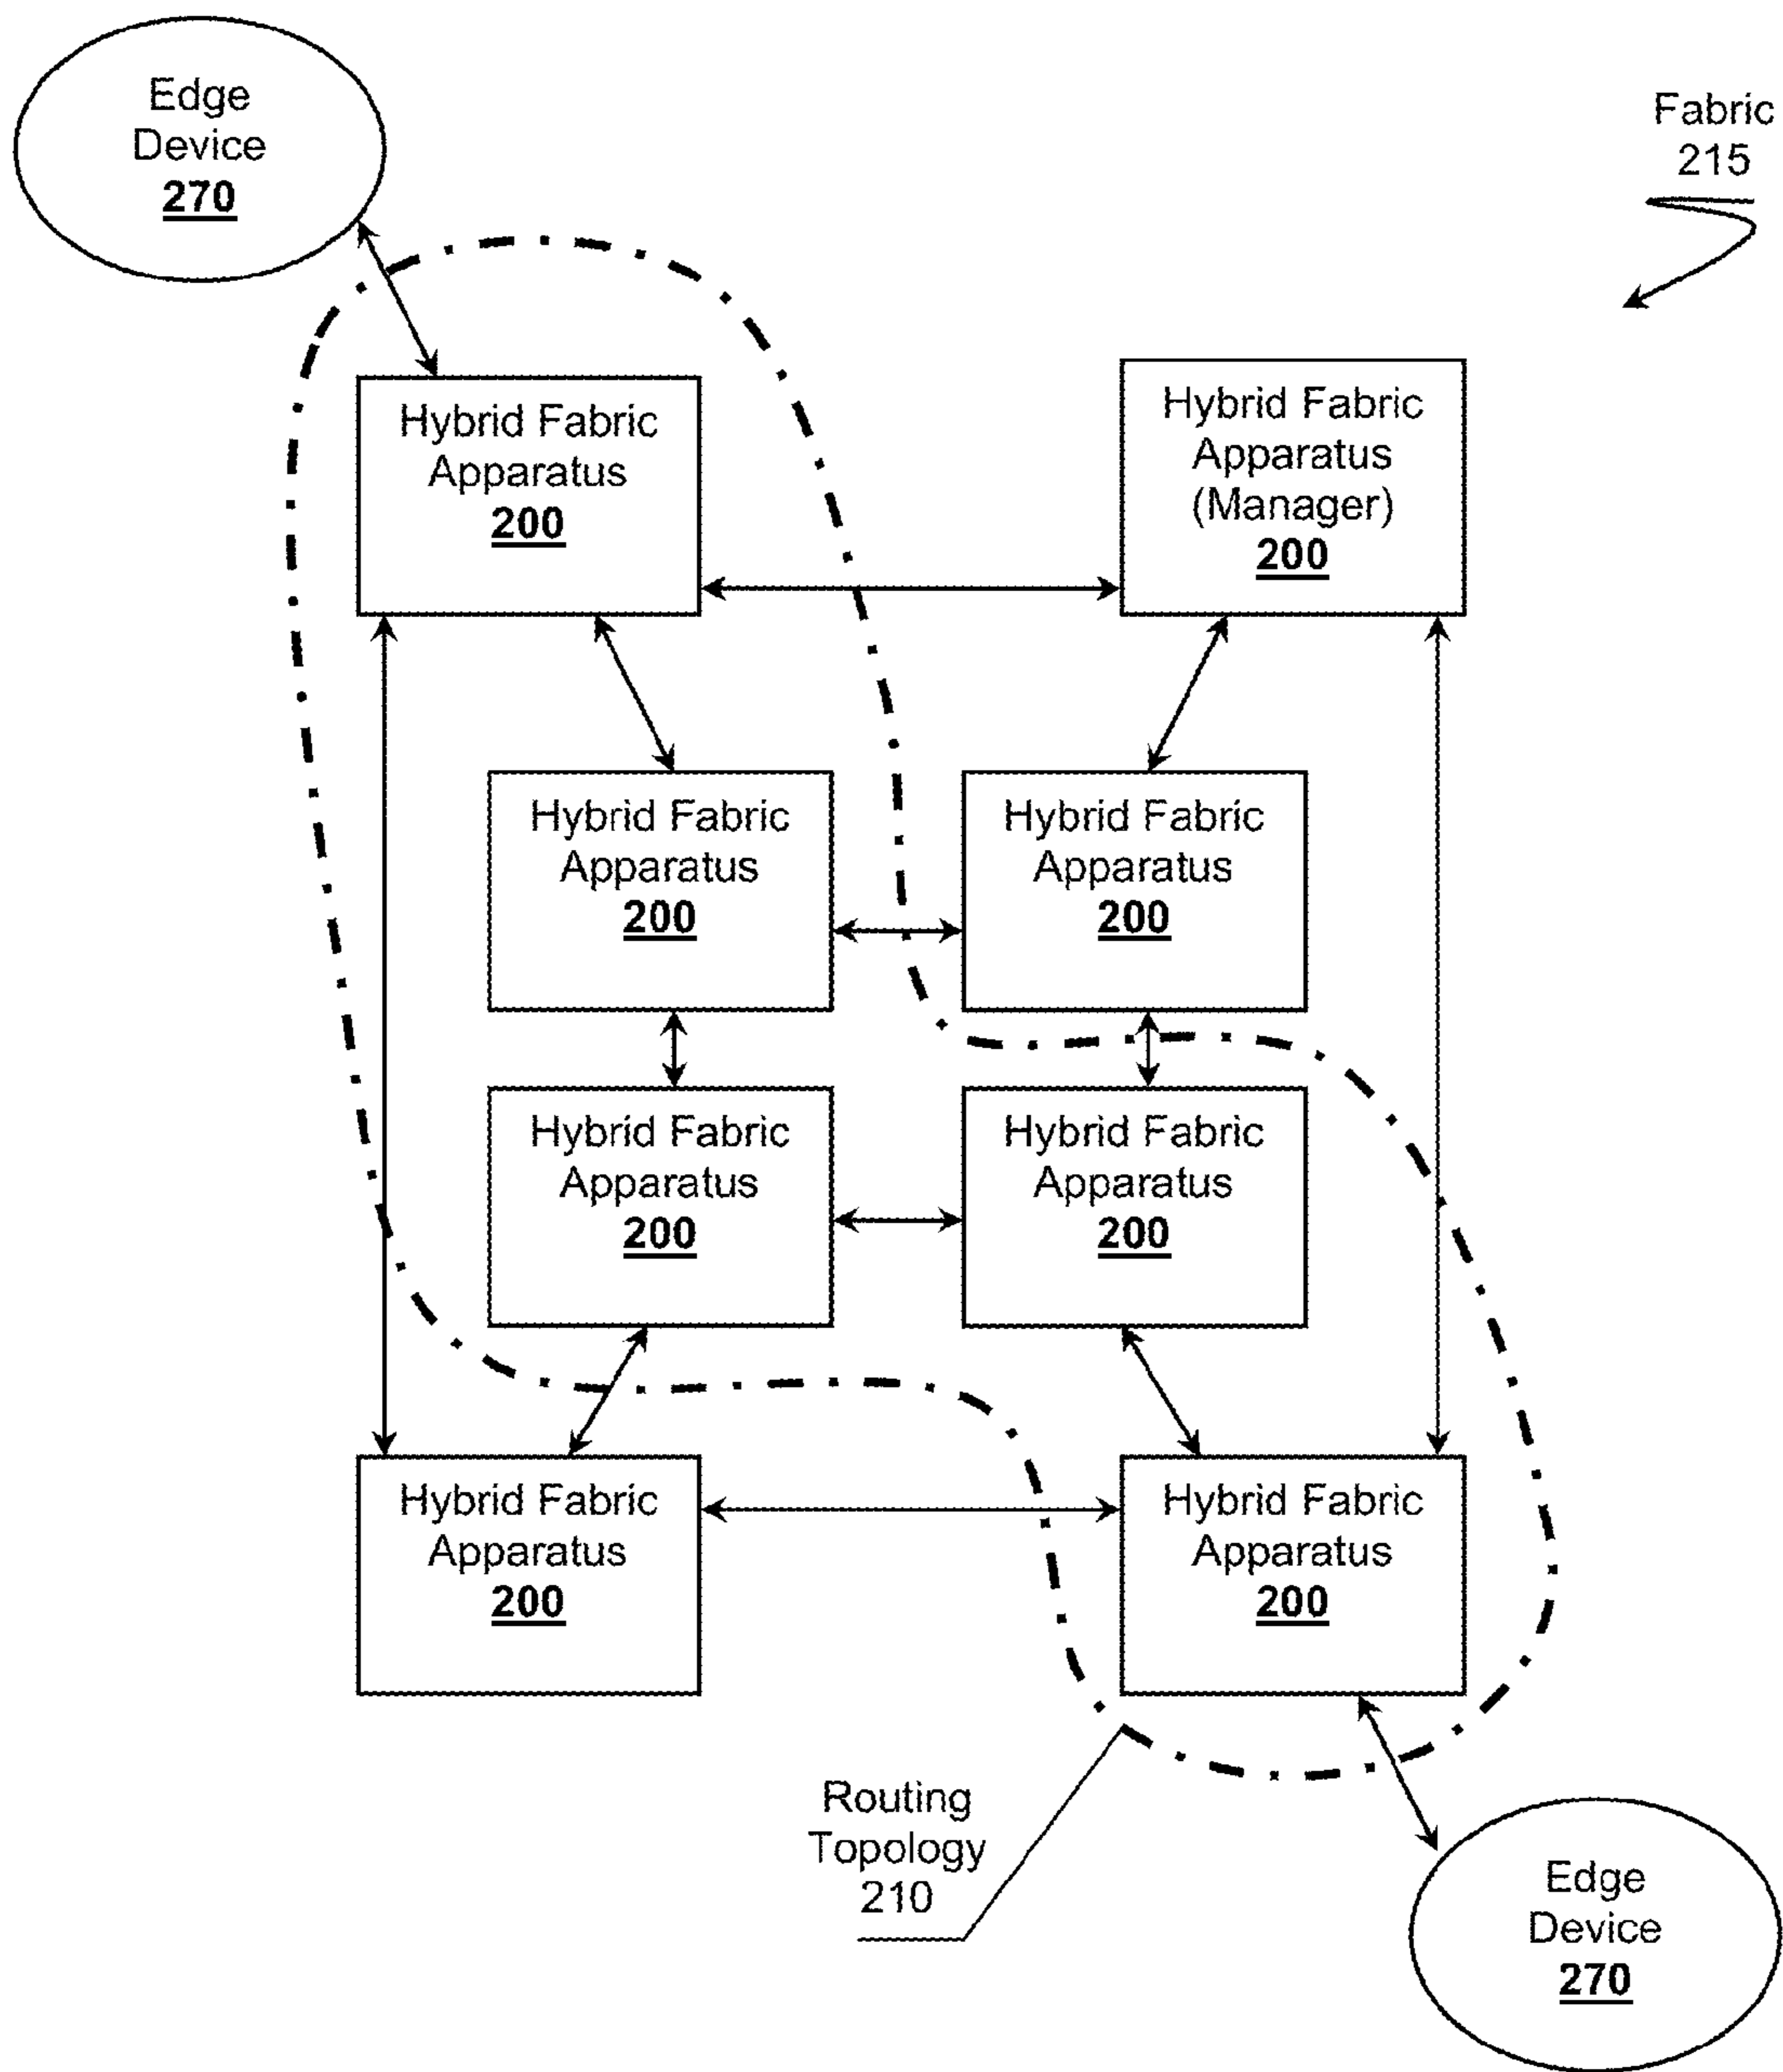 Edge
Device
270
Fabric
215
Hybrid Fabric
Apparatus
200
Hybrid Fabric
Apparatus
(Manager)
200
Hybrid Fabric
Apparatus
200
Hybrid Fabric
Apparatus
200
Hybrid Fabric
Apparatus
200
Hybrid Fabric
Apparatus
200
Hybrid Fabric
Apparatus
200
Hybrid Fabric
Apparatus
200
Routing
Topology
210
Edge
Device
270